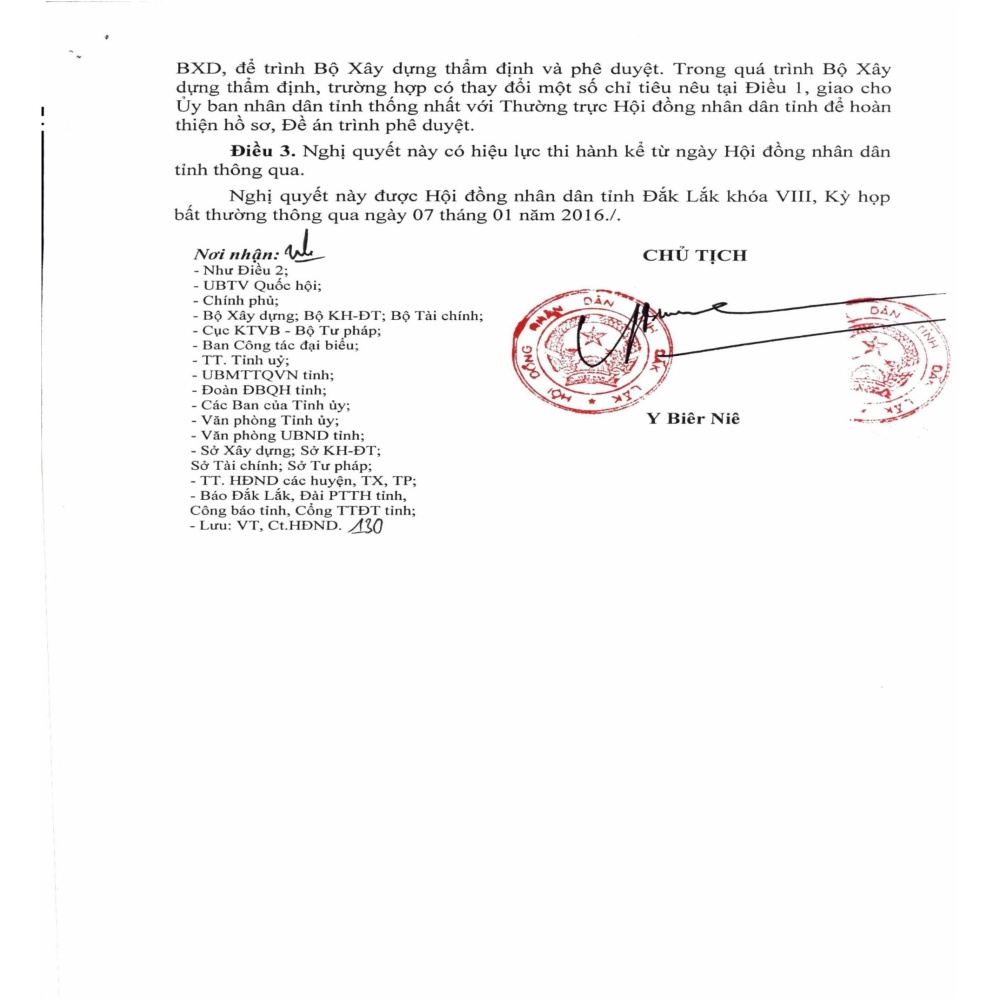 BXD, để trình Bộ Xây dựng thẩm định và phê duyệt. Trong quá trình Bộ Xây
dựng thẩm định, trường hợp có thay đổi một số chỉ tiêu nêu tại Điều 1, giao cho
Ủy ban nhân dân tỉnh thống nhất với Thường trực Hội đồng nhân dân tỉnh để hoàn
thiện hồ sơ, Đề án trình phê duyệt.
Điều 3. Nghị quyết này có hiệu lực thi hành kể từ ngày Hội đồng nhân dân
tỉnh thông qua.
Nghị quyết này được Hội đồng nhân dân tỉnh Đắk Lắk khóa VIII, Kỳ họp
bất thường thông qua ngày 07 tháng 01 năm 2016./.
Nơi nhận:
- Như Điều 2;
- UBTV Quốc hội;
- Chính phủ;
- Bộ Xây dựng; Bộ KH-ĐT; Bộ Tài chính;
- Cục KTVB - Bộ Tư pháp;
- Ban Công tác đại biểu;
- TT. Tỉnh uỷ;
- UBMTTQVN tỉnh;
- Đoàn ĐBQH tỉnh;
- Các Ban của Tỉnh ủy;
- Văn phòng Tỉnh ủy;
- Văn phòng UBND tỉnh;
- Sở Xây dựng; Sở KH-ĐT;
Sở Tài chính; Sở Tư pháp;
- TT. HĐND các huyện, TX, TP;
- Báo Đắk Lắk, Đài PTTH tỉnh,
Công báo tỉnh, Cổng TTĐT tỉnh;
- Lưu: VT, Ct.HĐND. 130
CHỦ TỊCH
HỘI ĐỒNG NHÂN DÂN ĐẮK LẮK
DÂN TỈNH ĐẮK LẮK
Y Biêr Niê